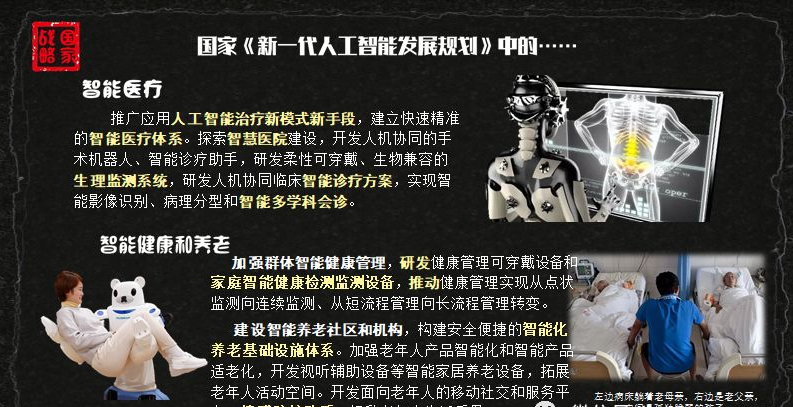 国家
战略
国家《新一代人工智能发展规划》中的……
智能医疗
推广应用人工智能治疗新模式新手段，建立快速精准
的智能医疗体系。探索智慧医院建设，开发人机协同的手
术机器人、智能诊疗助手，研发柔性可穿戴、生物兼容的
生理监测系统，研发人机协同临床智能诊疗方案，实现智
能影像识别、病理分型和智能多学科会诊。
oper
智能健康和养老
加强群体智能健康管理，研发健康管理可穿戴设备和
家庭智能健康检测监测设备，推动健康管理实现从点状
监测向连续监测、从短流程管理向长流程管理转变。
建设智能养老社区和机构，构建安全便捷的智能化
养老基础设施体系。加强老年人产品智能化和智能产品
适老化，开发视听辅助设备等智能家居养老设备，拓展
老年人活动空间。开发面向老年人的移动社交和服务平
左边病床躺着老母亲，右边是老父亲，